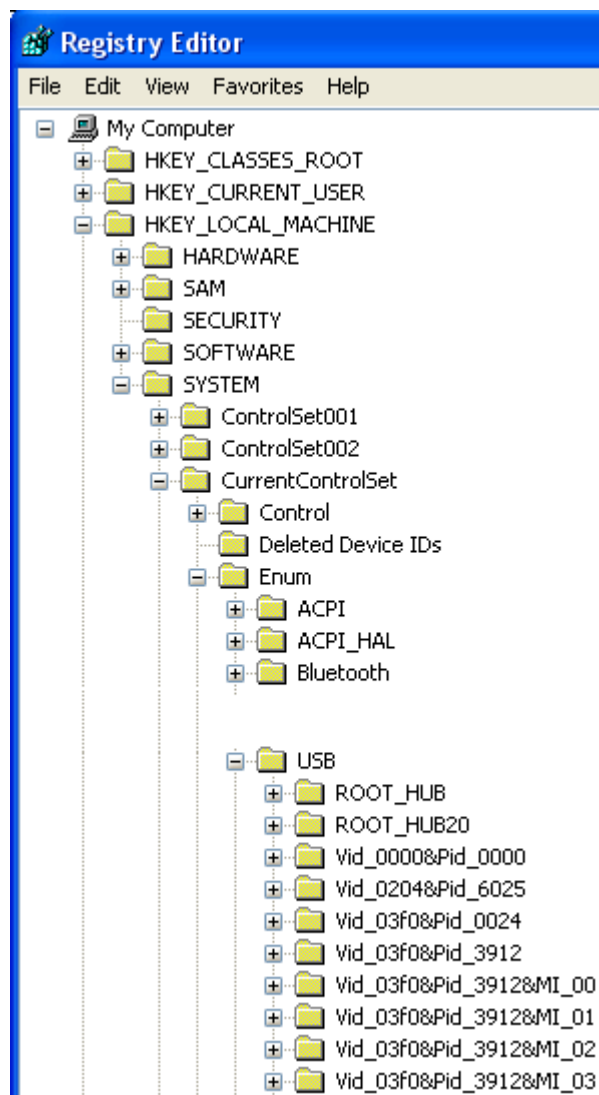 Registry Editor
File Edit View Favorites Help
My Computer
HKEY_CLASSES_ROOT
HKEY_CURRENT_USER
HKEY_LOCAL_MACHINE
HARDWARE
SAM
SECURITY
SOFTWARE
SYSTEM
ControlSet001
ControlSet002
CurrentControlSet
Control
Deleted Device IDs
Enum
ACPI
ACPI_HAL
Bluetooth
USB
ROOT_HUB
ROOT_HUB20
Vid_0000&Pid_0000
Vid_0204&Pid_6025
Vid_03f0&Pid_0024
Vid_03f0&Pid_3912
Vid_03f0&Pid_3912&MI_00
Vid_03f0&Pid_3912&MI_01
Vid_03f0&Pid_3912&MI_02
Vid_03f0&Pid_3912&MI_03